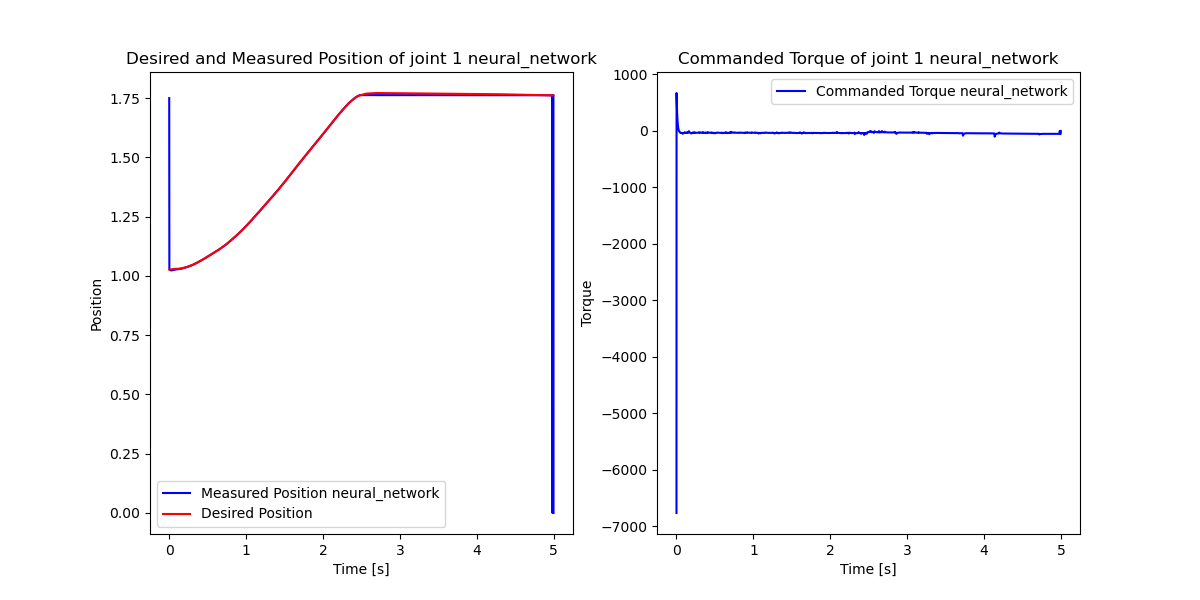 Desired and Measured Position of joint 1 neural_network
1.75
1.50
1.25
1.00
0.75
0.50
0.25
0.00
Position
Measured Position neural_network
Desired Position
0 1 2 3 4 5
Time [s]
Commanded Torque of joint 1 neural_network
1000
0
−1000
−2000
−3000
−4000
−5000
−6000
−7000
Torque
Commanded Torque neural_network
0 1 2 3 4 5
Time [s]